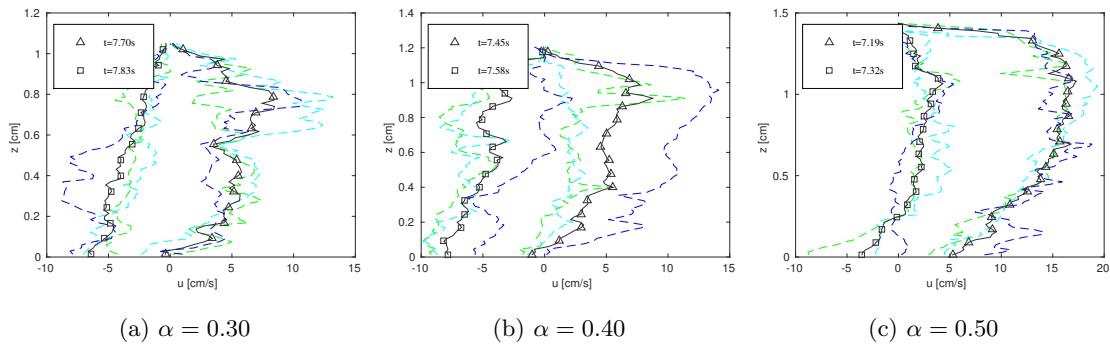 1.2
1
0.8
0.6
0.4
0.2
0
z [cm]
-10 -5 0 5 10 15
u [cm/s]
t=7.70s
t=7.83s
1.4
1.2
1
0.8
0.6
0.4
0.2
0
z [cm]
-10 -5 0 5 10 15
u [cm/s]
t=7.45s
t=7.58s
1.5
1
0.5
0
z [cm]
-10 -5 0 5 10 15 20
u [cm/s]
t=7.19s
t=7.32s
(a) α = 0.30
(b) α = 0.40
(c) α = 0.50